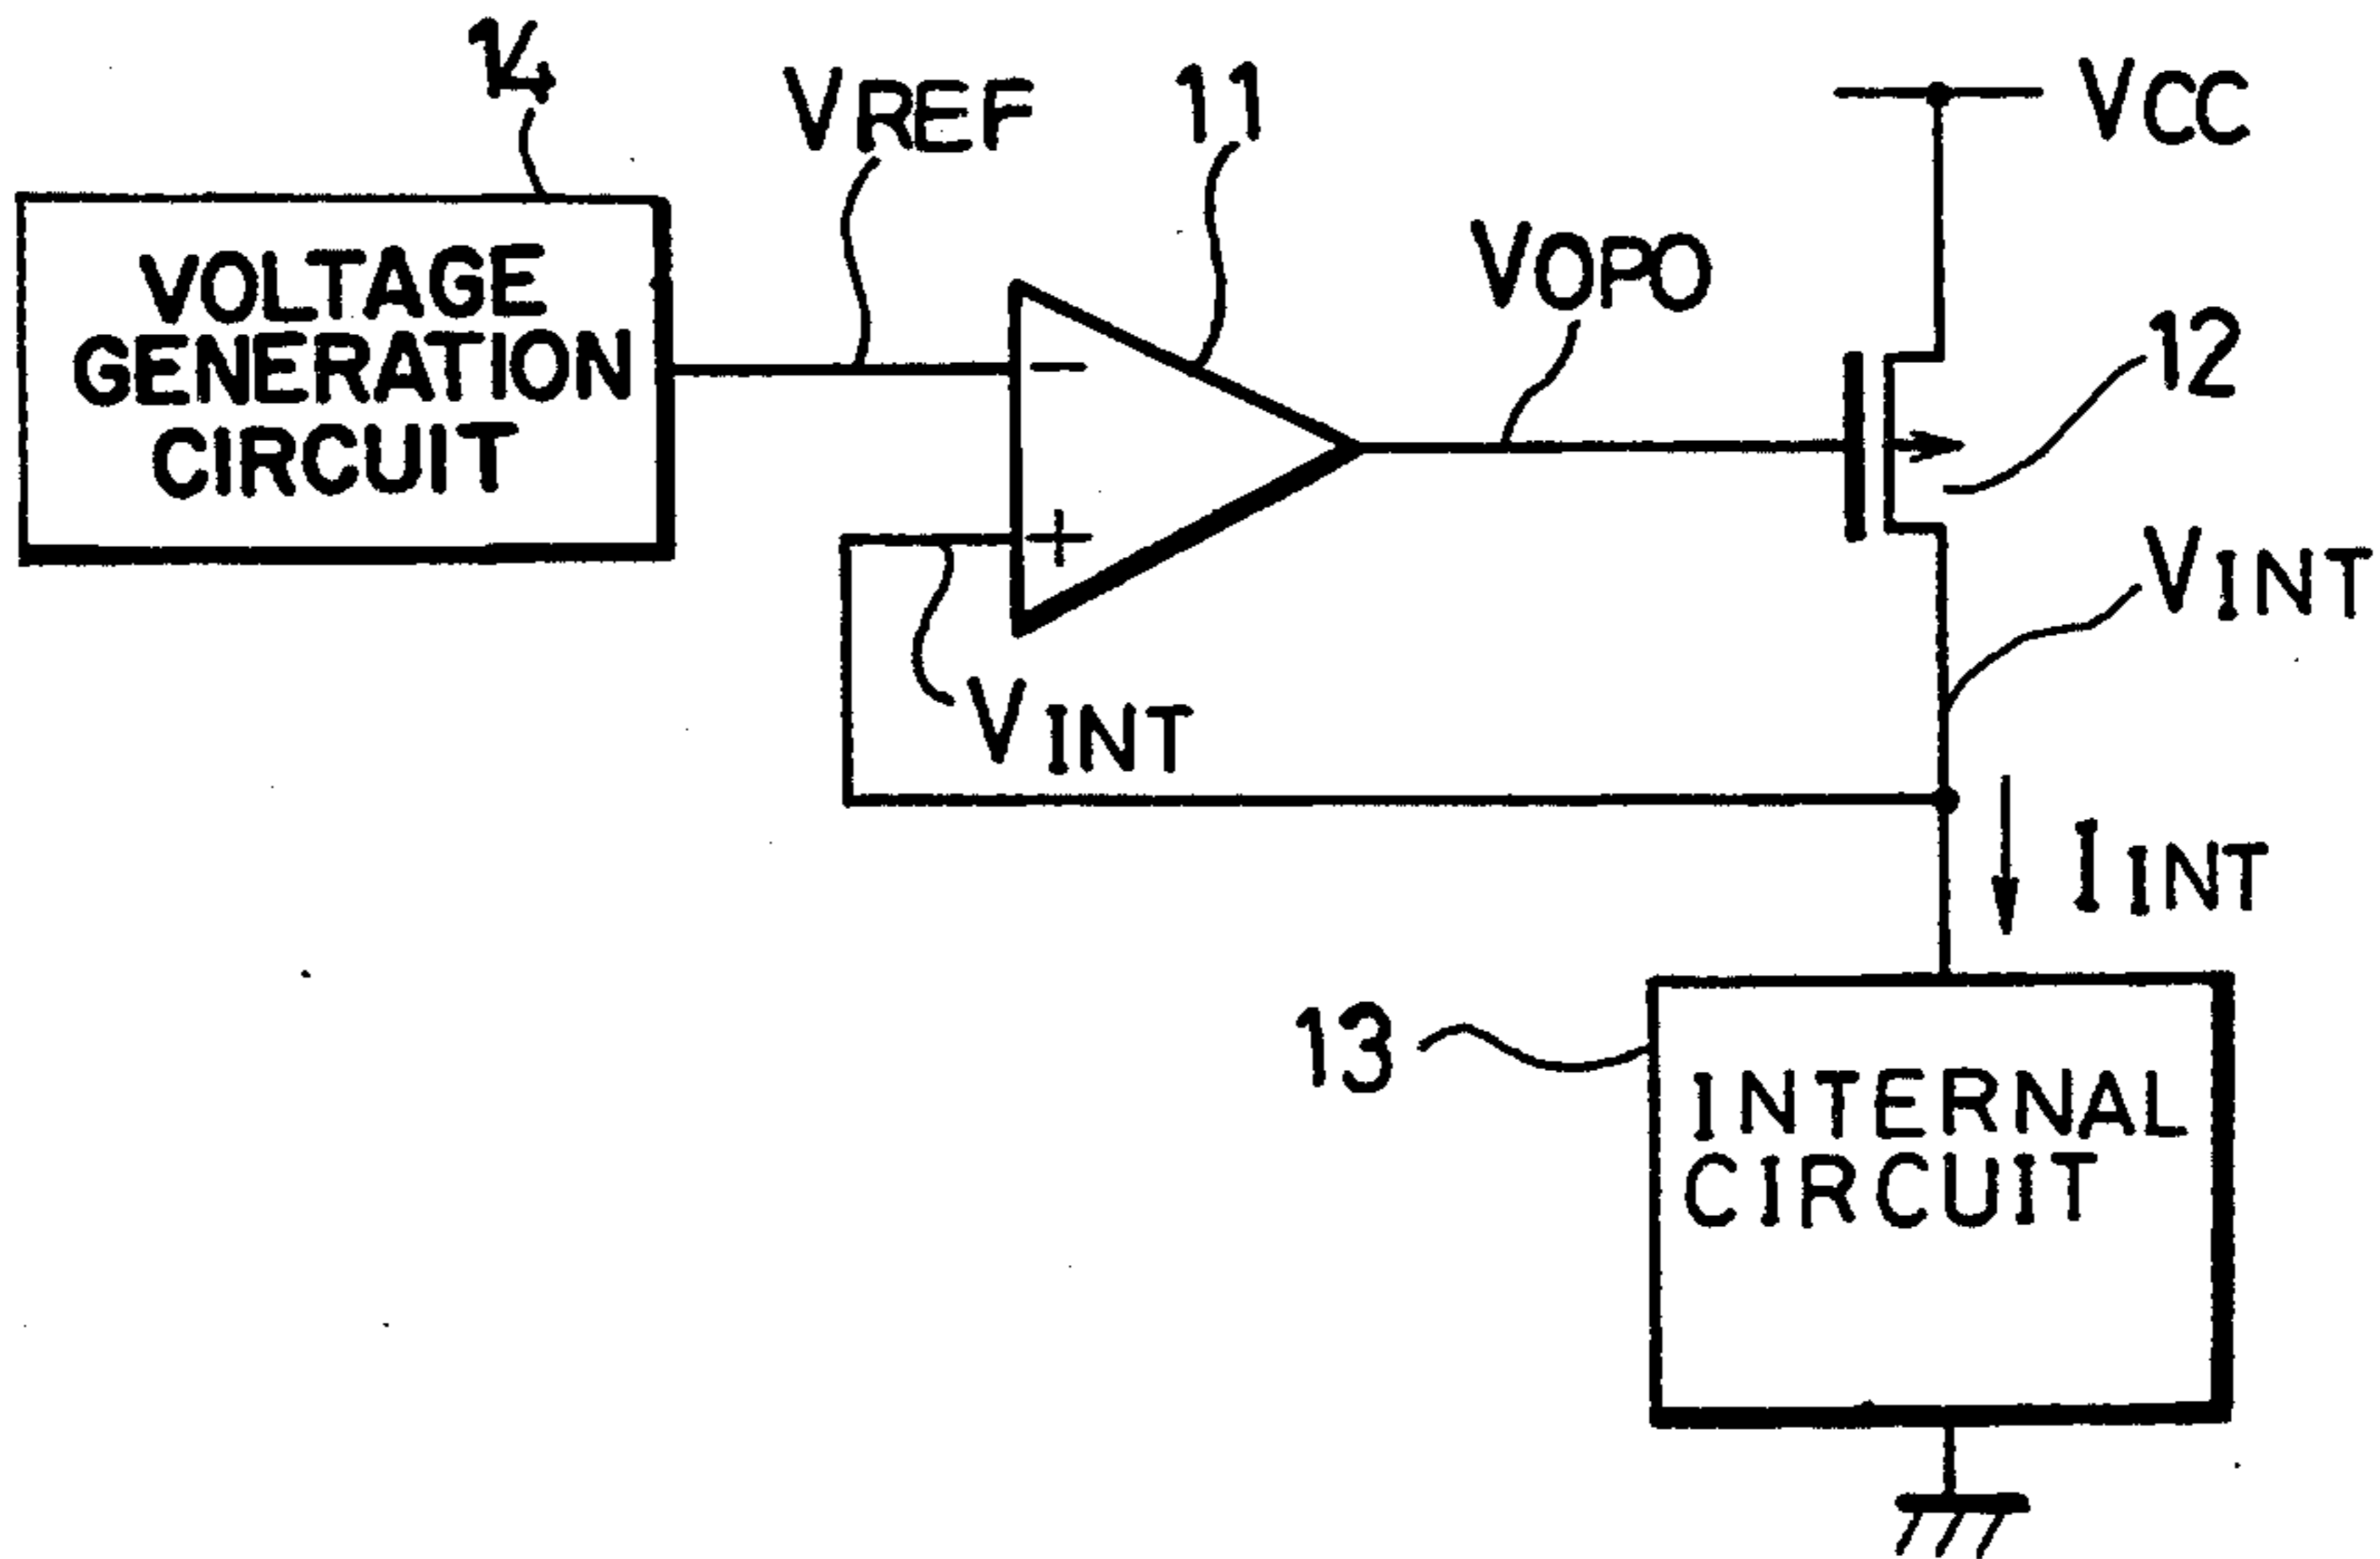 14
VREF
11
VCC
VOLTAGE
GENERATION
CIRCUIT
VOPO
12
−
+
VINT
VINT
IINT
13
INTERNAL
CIRCUIT